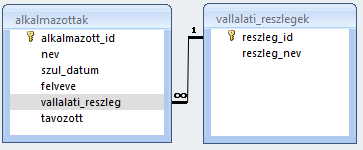 alkalmazottak
alkalmazott_id
nev
szul_datum
felveve
vallalati_reszleg
tavozott
1
∞
vallalati_reszlegek
reszleg_id
reszleg_nev